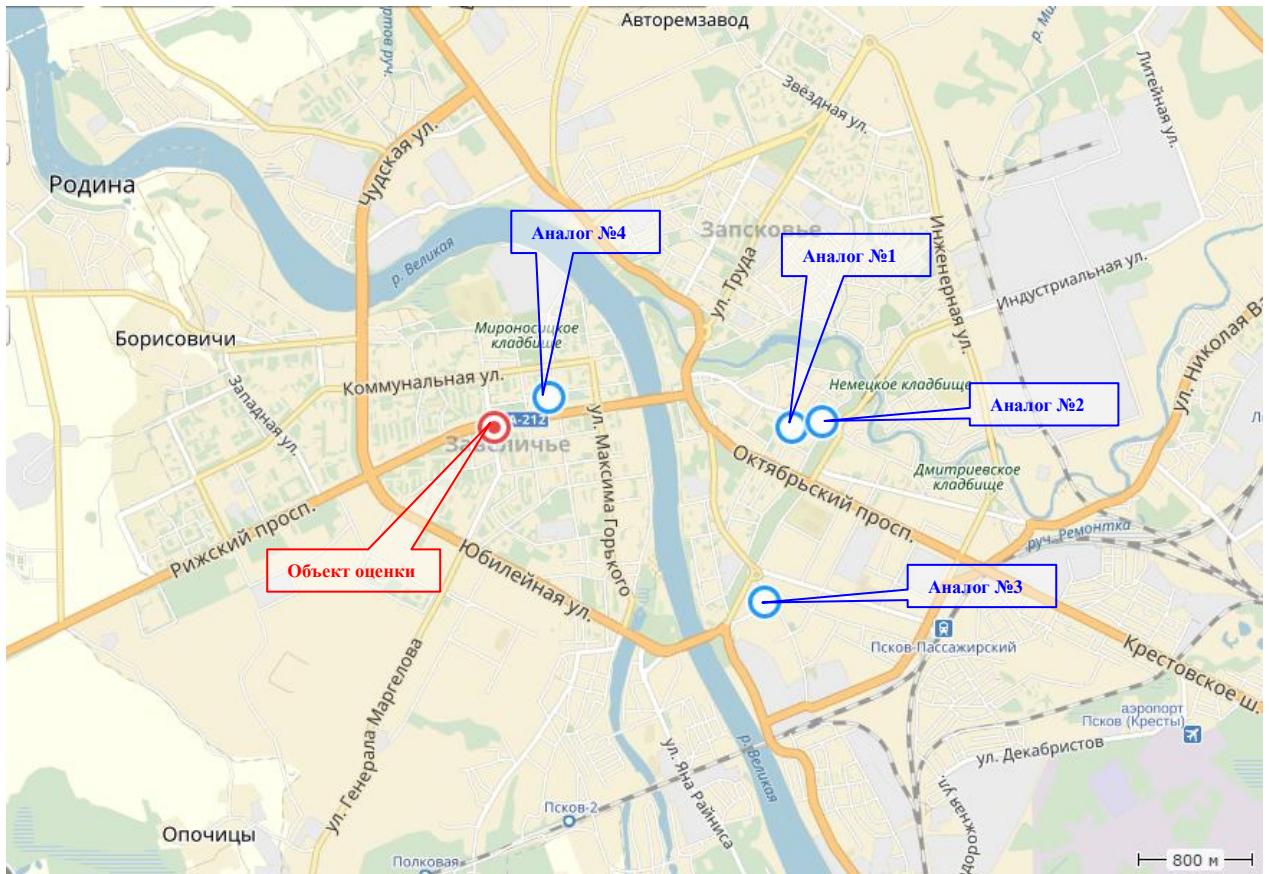 Авторемзавод
Звёздная ул.
Литейная ул.
Чудская ул.
Родина
Аналог №4
Запсковье
Аналог №1
р. Великая
ул. Труда
Инженерная ул.
Индустриальная ул.
Мироносицкое
кладбище
Борисовичи
Коммунальная ул.
Западная ул.
Немецкое кладбище
Аналог №2
А-212
Завеличье
ул. Максима Горького
Октябрьский просп.
Дмитриевское
кладбище
Рижский просп.
руч. Ремонтка
Объект оценки
Юбилейная ул.
Аналог №3
Псков-Пассажирский
Крестовское ш.
ул. Генерала Маргелова
аэропорт
Псков (Кресты)
ул. Декабристов
р. Великая
ул. Яна Райниса
Псков-2
Опочицы
Полковая
800 м